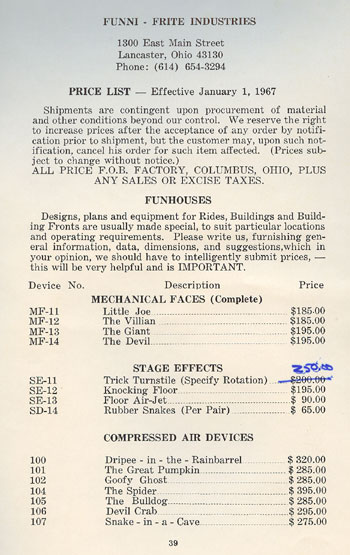 FUNNI - FRITE INDUSTRIES
1300 East Main Street
Lancaster, Ohio 43130
Phone: (614) 654-3294
PRICE LIST — Effective January 1, 1967
Shipments are contingent upon procurement of material
and other conditions beyond our control. We reserve the right
to increase prices after the acceptance of any order by notifi-
cation prior to shipment, but the customer may, upon such not-
ification, cancel his order for such item affected. (Prices sub-
ject to change without notice.)
ALL PRICE F.O.B. FACTORY, COLUMBUS, OHIO, PLUS
ANY SALES OR EXCISE TAXES.
FUNHOUSES
Designs, plans and equipment for Rides, Buildings and Build-
ing Fronts are usually made special, to suit particular locations
and operating requirements. Please write us, furnishing gen-
eral information, data, dimensions, and suggestions,which in
your opinion, we should have to intelligently submit prices, —
this will be very helpful and is IMPORTANT.
Device No. Description Price
MECHANICAL FACES (Complete)
MF-11 Little Joe $185.00
MF-12 The Villian $185.00
MF-13 The Giant $195.00
MF-14 The Devil $195.00
STAGE EFFECTS 250.00
SE-11 Trick Turnstile (Specify Rotation) $200.00
SE-12 Knocking Floor $195.00
SE-13 Floor Air-Jet $ 90.00
SD-14 Rubber Snakes (Per Pair) $ 65.00
COMPRESSED AIR DEVICES
100 Dripee - in - the - Rainbarrel $ 320.00
101 The Great Pumpkin $ 285.00
102 Goofy Ghost $ 285.00
104 The Spider $ 395.00
105 The Bulldog $ 285.00
106 Devil Crab $ 295.00
107 Snake - in - a - Cave $ 275.00
39